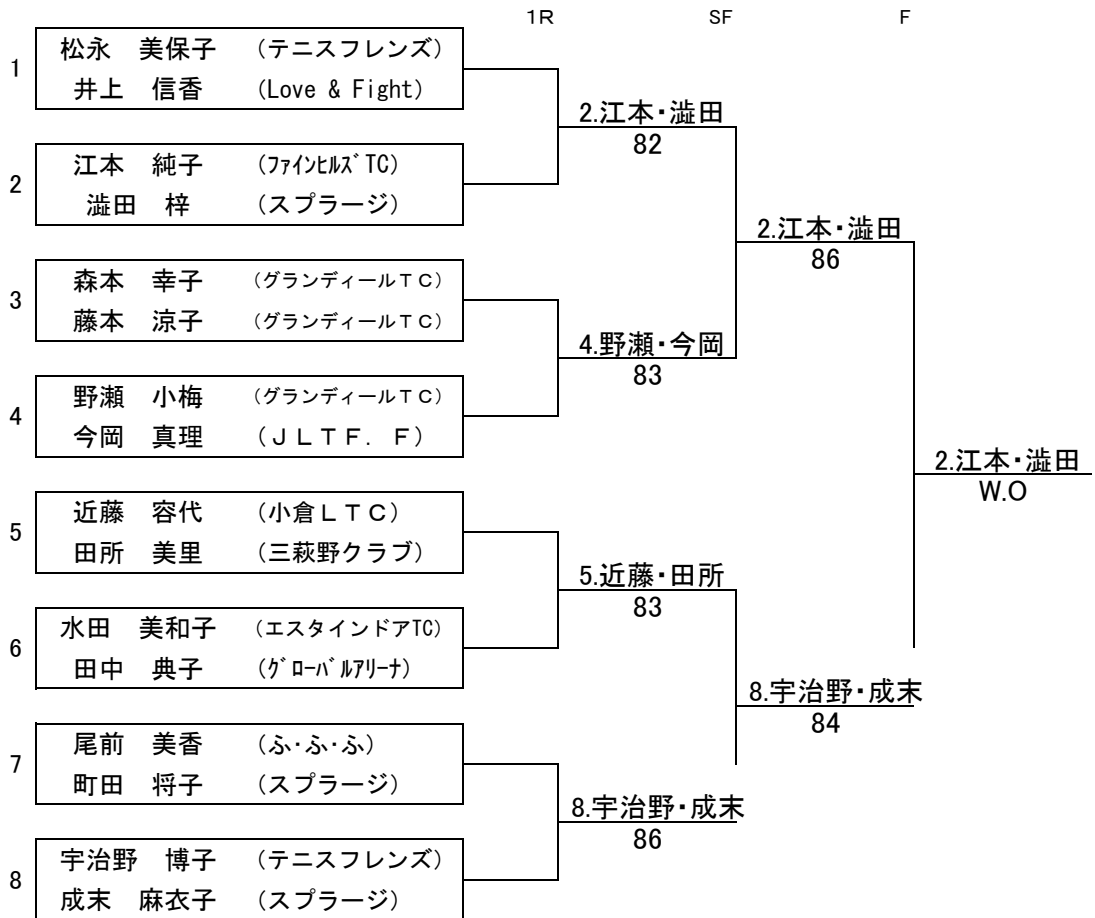 1R SF F
1 松永 美保子 (テニスフレンズ)
井上 信香 (Love & Fight)
2.江本・澁田
82
2 江本 純子 (ﾌｧｲﾝﾋﾙｽﾞTC)
澁田 梓 (スプラージ)
2.江本・澁田
86
3 森本 幸子 (グランディールＴＣ)
藤本 涼子 (グランディールＴＣ)
4.野瀬・今岡
83
4 野瀬 小梅 (グランディールＴＣ)
今岡 真理 (ＪＬＴＦ．Ｆ)
2.江本・澁田
W.O
5 近藤 容代 (小倉ＬＴＣ)
田所 美里 (三萩野クラブ)
5.近藤・田所
83
6 水田 美和子 (エスタインドアTC)
田中 典子 (ｸﾞﾛｰﾊﾞﾙｱﾘｰﾅ)
8.宇治野・成末
84
7 尾前 美香 (ふ・ふ・ふ)
町田 将子 (スプラージ)
8.宇治野・成末
86
8 宇治野 博子 (テニスフレンズ)
成末 麻衣子 (スプラージ)